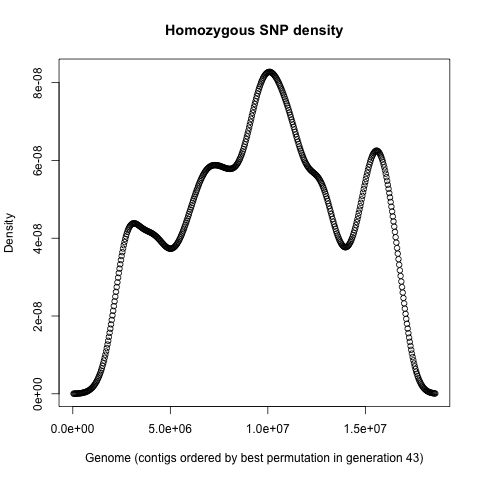 Homozygous SNP density
Density
8e-08
6e-08
4e-08
2e-08
0e+00
0.0e+00 5.0e+06 1.0e+07 1.5e+07
Genome (contigs ordered by best permutation in generation 43)